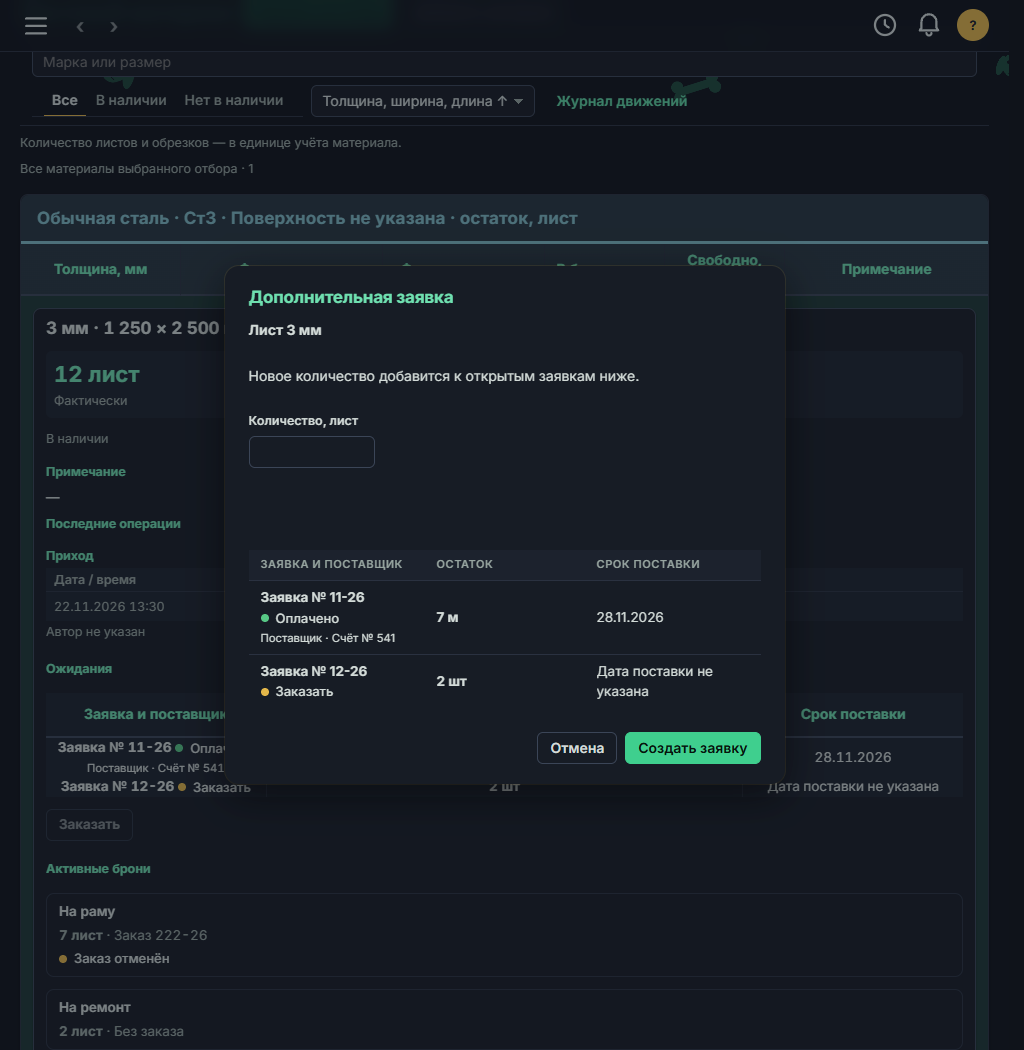 ?
Марка или размер
Все В наличии Нет в наличии Толщина, ширина, длина ↑ Журнал движений
Количество листов и обрезков — в единице учёта материала.
Все материалы выбранного отбора · 1
Обычная сталь · Ст3 · Поверхность не указана · остаток, лист
Толщина, мм Свободно, Примечание
3 мм · 1 250 × 2 500
12 лист
Фактически
В наличии
Примечание
—
Последние операции
Приход
Дата / время
22.11.2026 13:30
Автор не указан
Ожидания
Заявка и поставщик Срок поставки
Заявка № 11-26 28.11.2026
Поставщик · Счёт № 541
Заявка № 12-26 Заказать 2 шт Дата поставки не указана
Заказать
Активные брони
На раму
7 лист · Заказ 222-26
Заказ отменён
На ремонт
2 лист · Без заказа
Дополнительная заявка
Лист 3 мм
Новое количество добавится к открытым заявкам ниже.
Количество, лист
ЗАЯВКА И ПОСТАВЩИК ОСТАТОК СРОК ПОСТАВКИ
Заявка № 11-26
Оплачено 7 м 28.11.2026
Поставщик · Счёт № 541
Заявка № 12-26 2 шт Дата поставки не
Заказать указана
Отмена Создать заявку